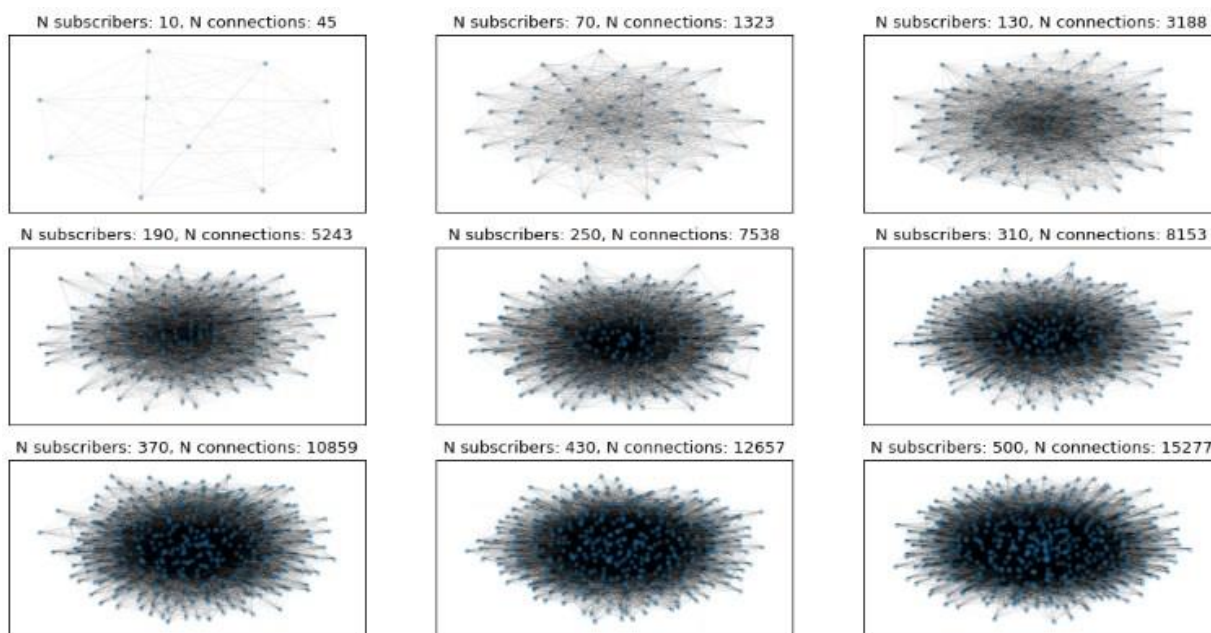 N subscribers: 10, N connections: 45
N subscribers: 70, N connections: 1323
N subscribers: 130, N connections: 3188
N subscribers: 190, N connections: 5243
N subscribers: 250, N connections: 7538
N subscribers: 310, N connections: 8153
N subscribers: 370, N connections: 10859
N subscribers: 430, N connections: 12657
N subscribers: 500, N connections: 15277